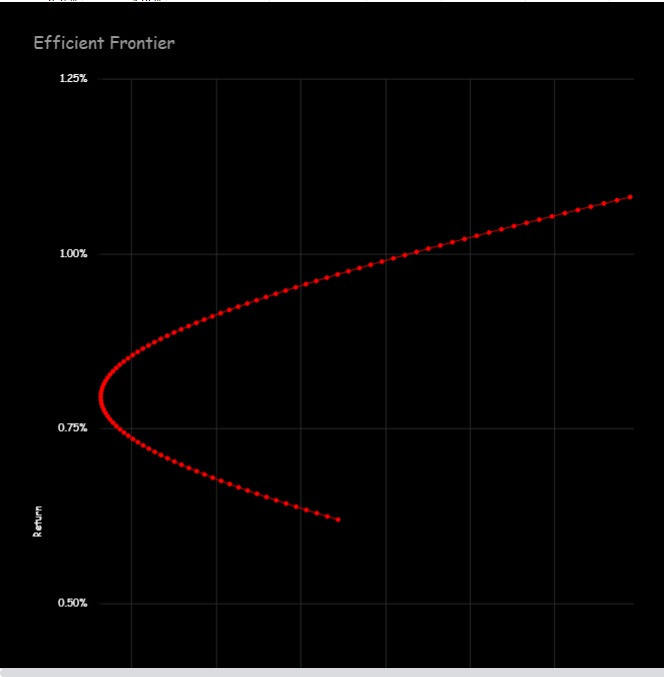 Efficient Frontier
1.25%
1.00%
0.75%
Return
0.50%